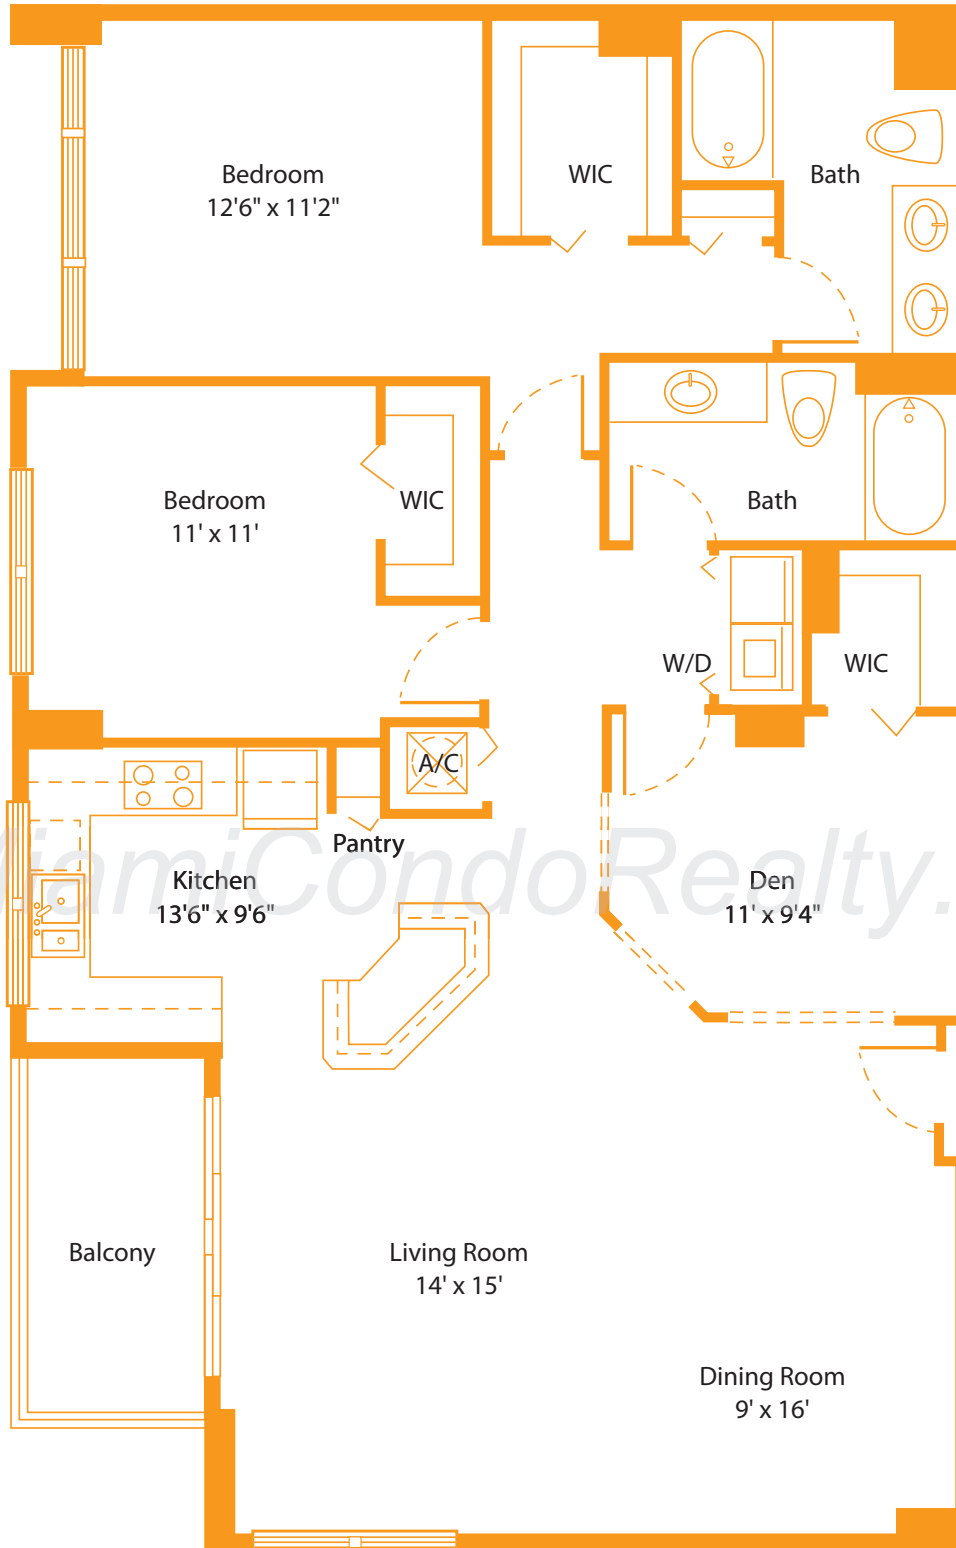 Bedroom
12'6" x 11'2"
WIC
Bath
Bedroom
11' x 11'
WIC
Bath
W/D
WIC
A/C
Pantry
MiamiCondoRealty.
Kitchen
13'6" x 9'6"
Den
11' x 9'4"
Balcony
Living Room
14' x 15'
Dining Room
9' x 16'